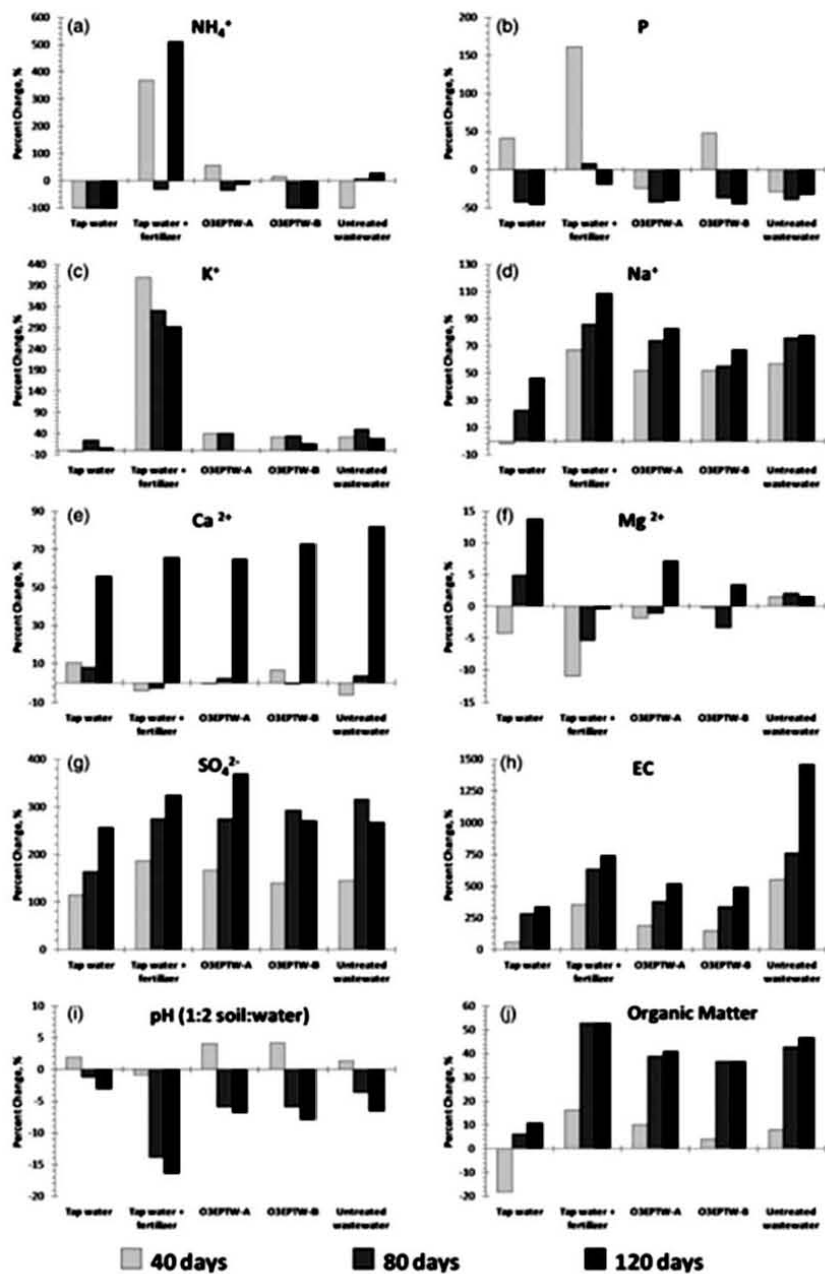 (a)
NH₄⁺
Percent Change, %
600
500
400
300
200
100
0
-100
Tap water
Tap water +
fertilizer
O3EPTW-A
O3EPTW-B
Untreated
wastewater
(b)
P
Percent Change, %
200
150
100
50
0
-50
Tap water
Tap water +
fertilizer
O3EPTW-A
O3EPTW-B
Untreated
wastewater
(c)
K⁺
Percent Change, %
440
390
340
290
240
190
140
90
40
-10
Tap water
Tap water +
fertilizer
O3EPTW-A
O3EPTW-B
Untreated
wastewater
(d)
Na⁺
Percent Change, %
130
110
90
70
50
30
10
-10
Tap water
Tap water +
fertilizer
O3EPTW-A
O3EPTW-B
Untreated
wastewater
(e)
Ca ²⁺
Percent Change, %
90
70
50
30
10
-10
Tap water
Tap water +
fertilizer
O3EPTW-A
O3EPTW-B
Untreated
wastewater
(f)
Mg ²⁺
Percent Change, %
15
10
5
0
-5
-10
-15
Tap water
Tap water +
fertilizer
O3EPTW-A
O3EPTW-B
Untreated
wastewater
(g)
SO₄²⁻
Percent Change, %
400
300
200
100
0
Tap water
Tap water +
fertilizer
O3EPTW-A
O3EPTW-B
Untreated
wastewater
(h)
EC
Percent Change, %
1500
1250
1000
750
500
250
0
Tap water
Tap water +
fertilizer
O3EPTW-A
O3EPTW-B
Untreated
wastewater
(i)
pH (1:2 soil:water)
Percent Change, %
10
5
0
-5
-10
-15
-20
Tap water
Tap water +
fertilizer
O3EPTW-A
O3EPTW-B
Untreated
wastewater
(j)
Organic Matter
Percent Change, %
60
50
40
30
20
10
0
-10
-20
Tap water
Tap water +
fertilizer
O3EPTW-A
O3EPTW-B
Untreated
wastewater
40 days
80 days
120 days